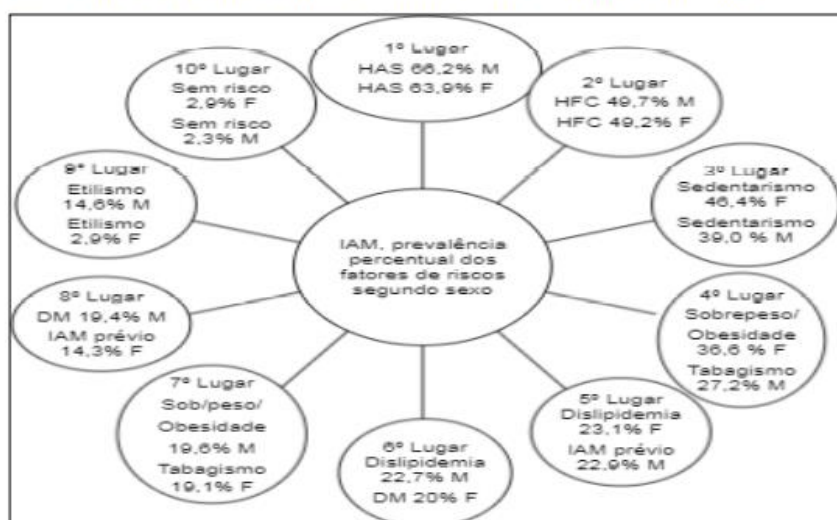 1º Lugar
HAS 66,2% M
HAS 63,9% F
2º Lugar
HFC 49,7% M
HFC 49,2% F
3º Lugar
Sedentarismo
46,4% F
Sedentarismo
39,0 % M
4º Lugar
Sobrepeso/
Obesidade
36,6 % F
Tabagismo
27,2% M
5º Lugar
Dislipidemia
23,1% F
IAM prévio
22,9% M
6º Lugar
Dislipidemia
22,7% M
DM 20% F
7º Lugar
Sob/peso/
Obesidade
19,6% M
Tabagismo
19,1% F
8º Lugar
DM 19,4% M
IAM prévio
14,3% F
9º Lugar
Etilismo
14,6% M
Etilismo
2,9% F
10º Lugar
Sem risco
2,9% F
Sem risco
2,3% M
IAM, prevalência
percentual dos
fatores de riscos
segundo sexo